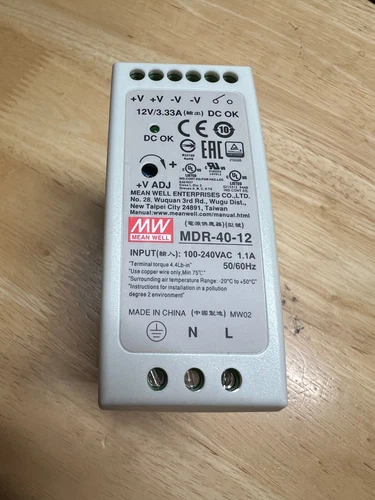 +V +V -V -V
12V/3.33A(輸出) DC OK
DC OK
+V ADJ
MEAN WELL ENTERPRISES CO.,LTD.
No. 28, Wuquan 3rd Rd., Wugu Dist.,
New Taipei City 24891, Taiwan
Manual:www.meanwell.com/manual.html
(電源供應器)(型號)
MW
MEAN WELL
MDR-40-12
INPUT(輸入): 100-240VAC 1.1A
50/60Hz
"Terminal torque 4.4Lb-in"
"Use copper wire only,Min 75℃"
"Surrounding air temperature Range: -20℃ to +50℃"
"Instructions for installation in a pollution
degree 2 environment"
MADE IN CHINA (中國製造) MW02
N L